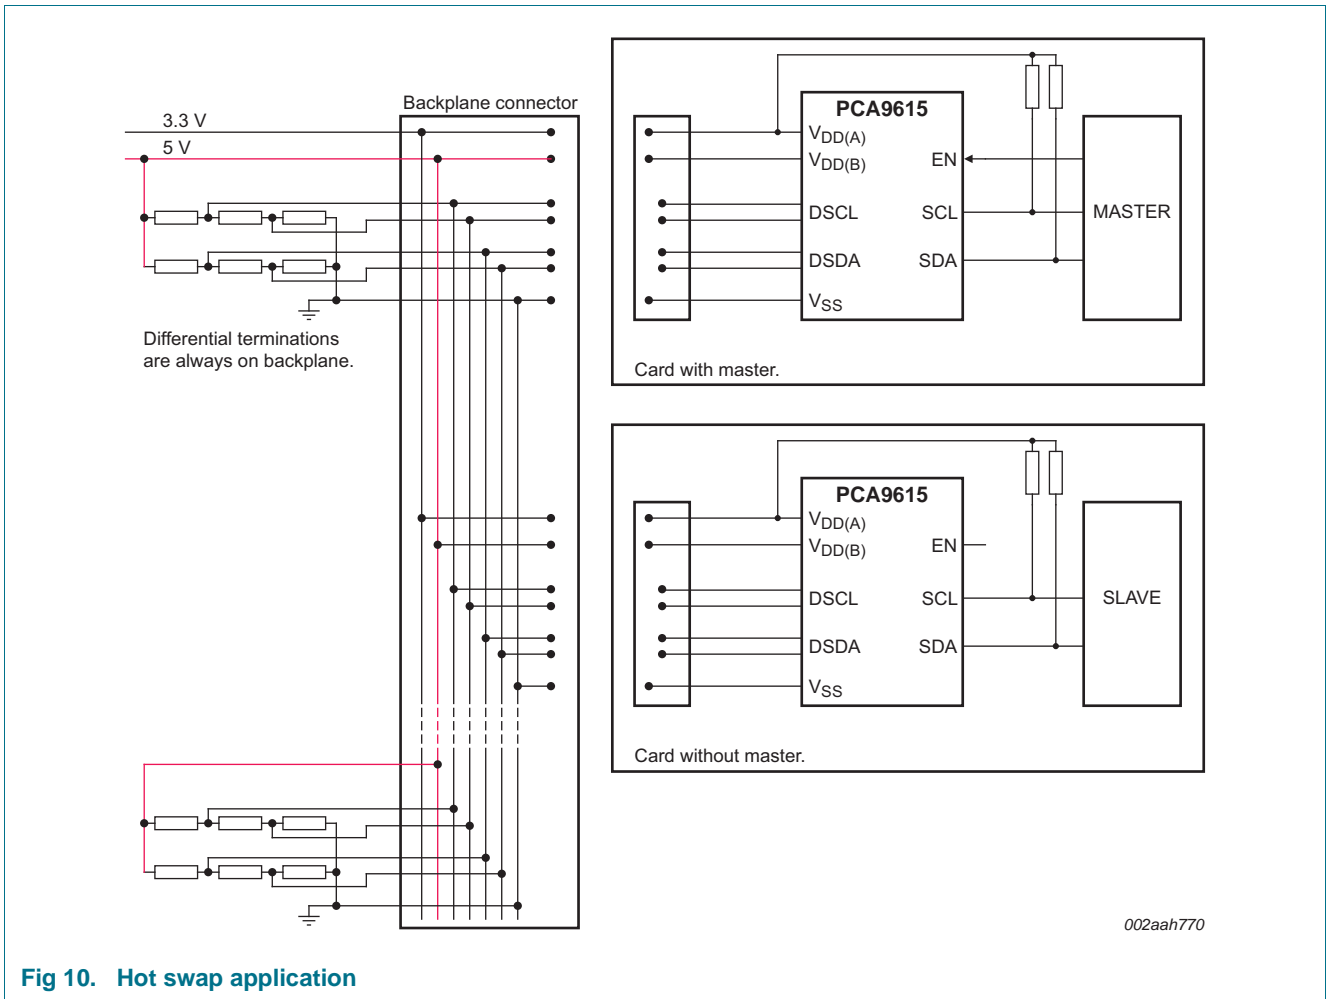 3.3 V
5 V
Backplane connector
Differential terminations
are always on backplane.
PCA9615
VDD(A)
VDD(B)
EN
DSCL
SCL
DSDA
SDA
VSS
MASTER
Card with master.
PCA9615
VDD(A)
VDD(B)
EN
DSCL
SCL
DSDA
SDA
VSS
SLAVE
Card without master.
002aah770
Fig 10. Hot swap application